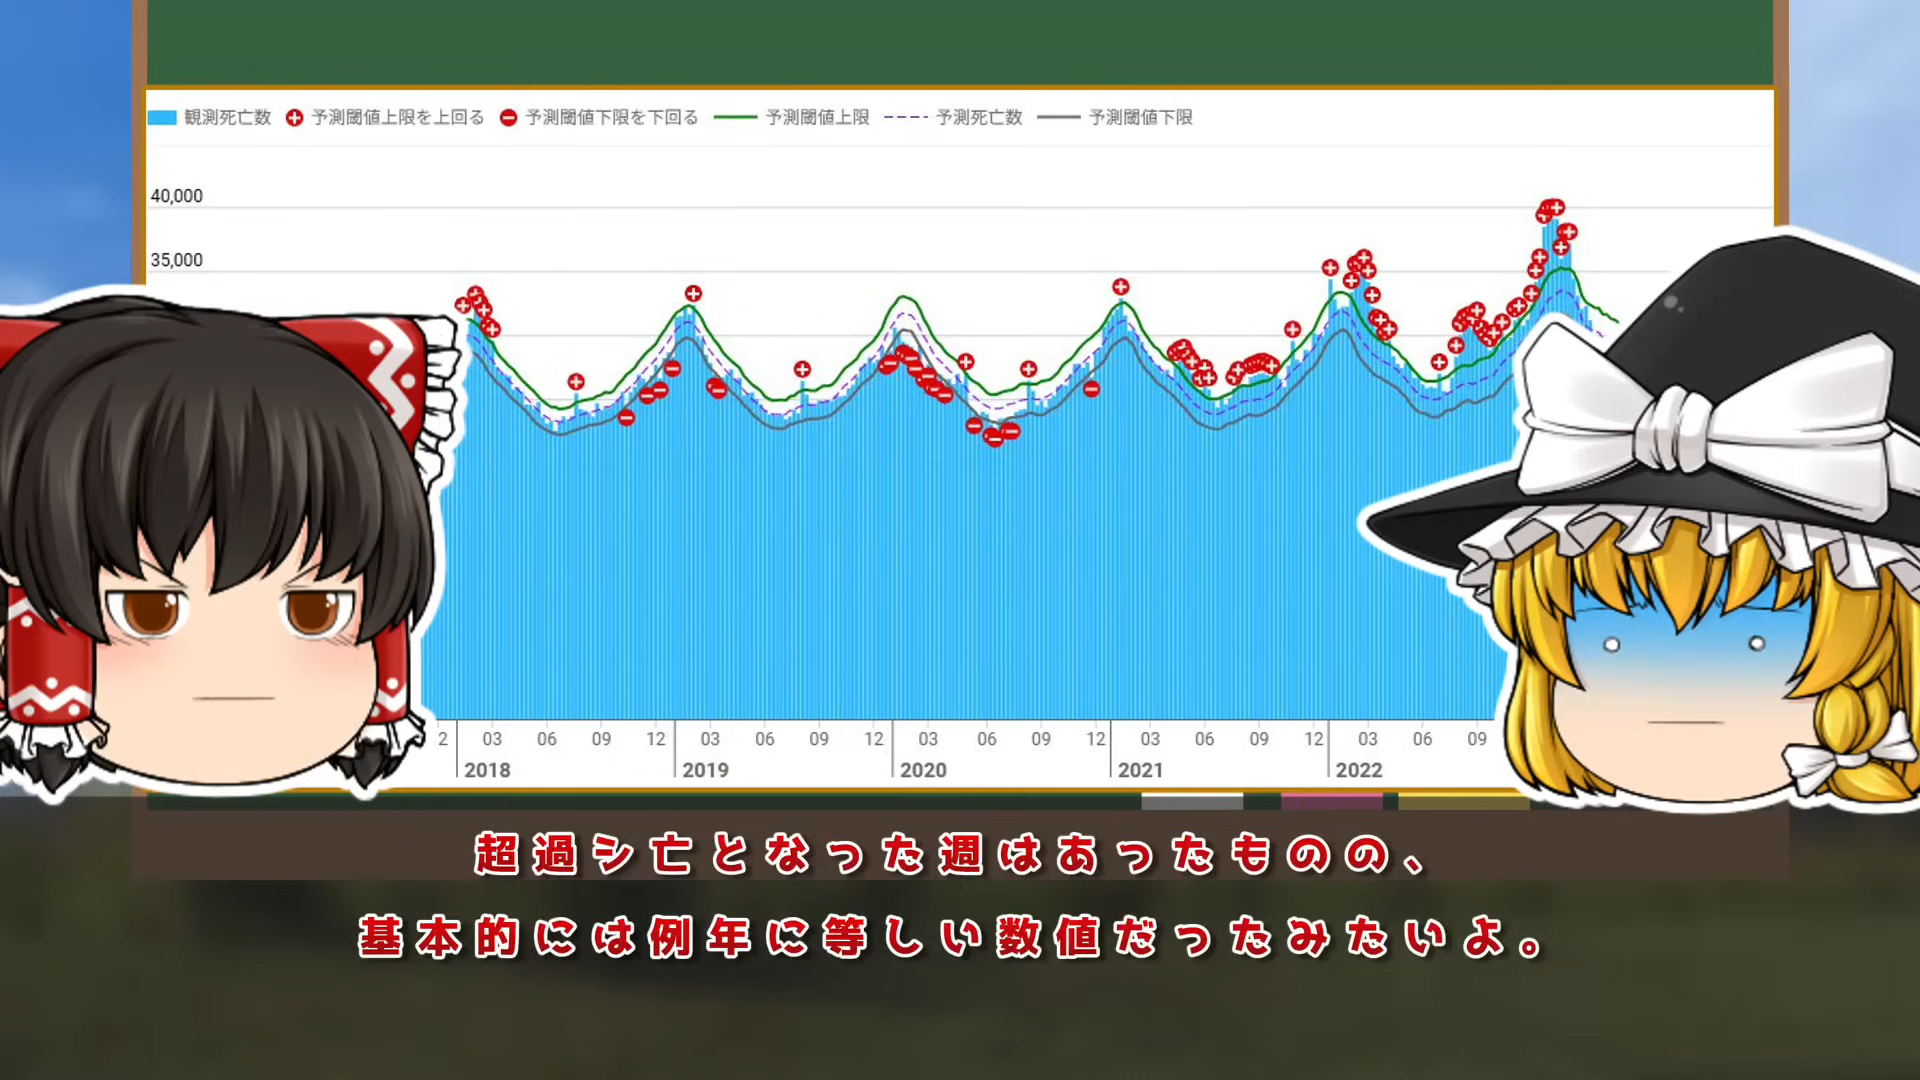 観測死亡数 予測閾値上限を上回る 予測閾値下限を下回る 予測閾値上限 予測死亡数 予測閾値下限
40,000
35,000
2 03 06 09 12 03 06 09 12 03 06 09 12 03 06 09 12 03 06 09
2018 2019 2020 2021 2022
超過シ亡となった週はあったものの、
基本的には例年に等しい数値だったみたいよ。